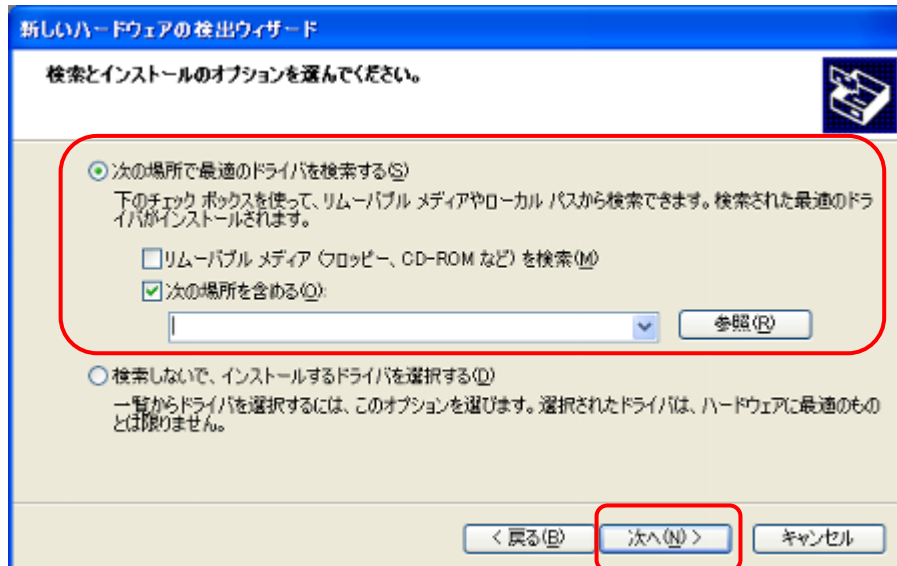 新しいハードウェアの検出ウィザード
検索とインストールのオプションを選んでください。
次の場所で最適のドライバを検索する(S)
下のチェック ボックスを使って、リムーバブル メディアやローカル パスから検索できます。検索された最適のドラ
イバがインストールされます。
リムーバブル メディア (フロッピー、CD-ROM など) を検索(M)
次の場所を含める(O):
参照(R)
検索しないで、インストールするドライバを選択する(D)
一覧からドライバを選択するには、このオプションを選びます。選択されたドライバは、ハードウェアに最適のもの
とは限りません。
< 戻る(B) 次へ(N) > キャンセル